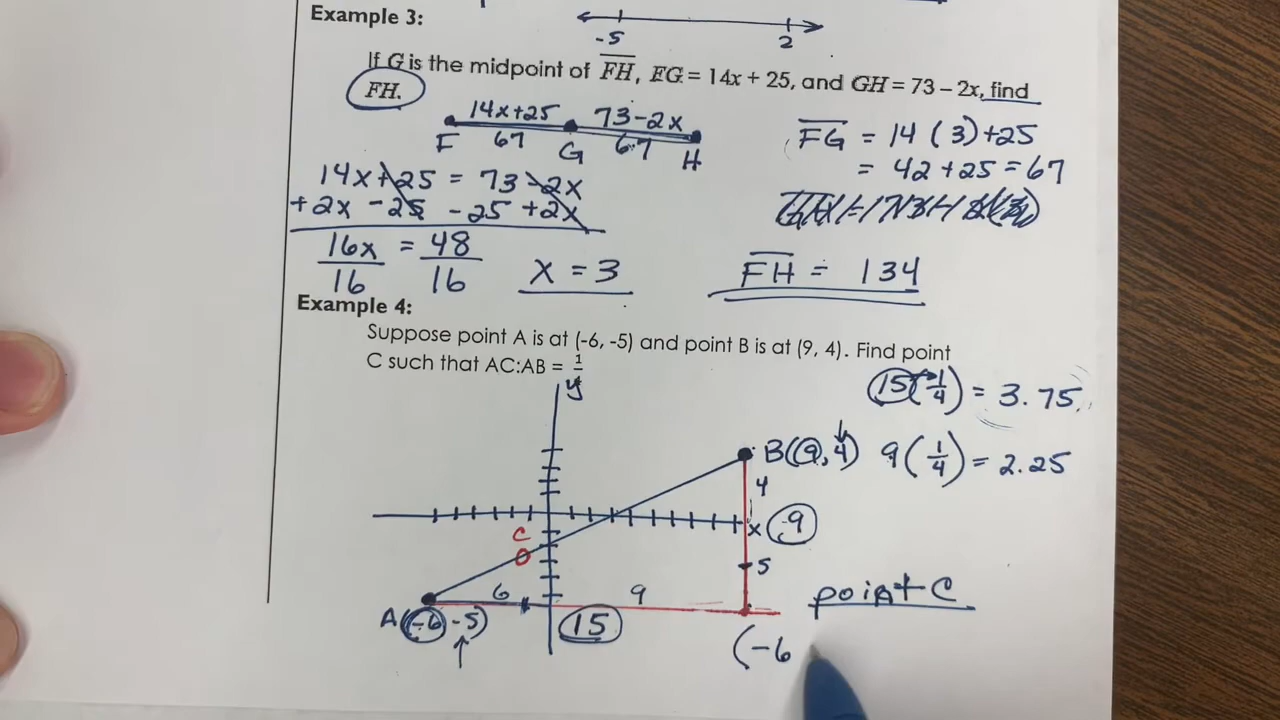 Example 3:
-5 2
If G is the midpoint of FH, FG = 14x + 25, and GH = 73 – 2x, find
FH.
14x+25 73-2x
F 67 G 67 H
FG = 14(3)+25
= 42+25=67
14x+25 = 73-2x
+2x -25 -25 +2x
16x = 48
16 16
x = 3
FH = 134
Example 4:
Suppose point A is at (-6, -5) and point B is at (9, 4). Find point
C such that AC:AB = 1/4
y
15(1/4) = 3.75
B(9, 4) 9(1/4) = 2.25
4
x 9
C
5
6 9
A(-6, -5) 15
point C
(-6